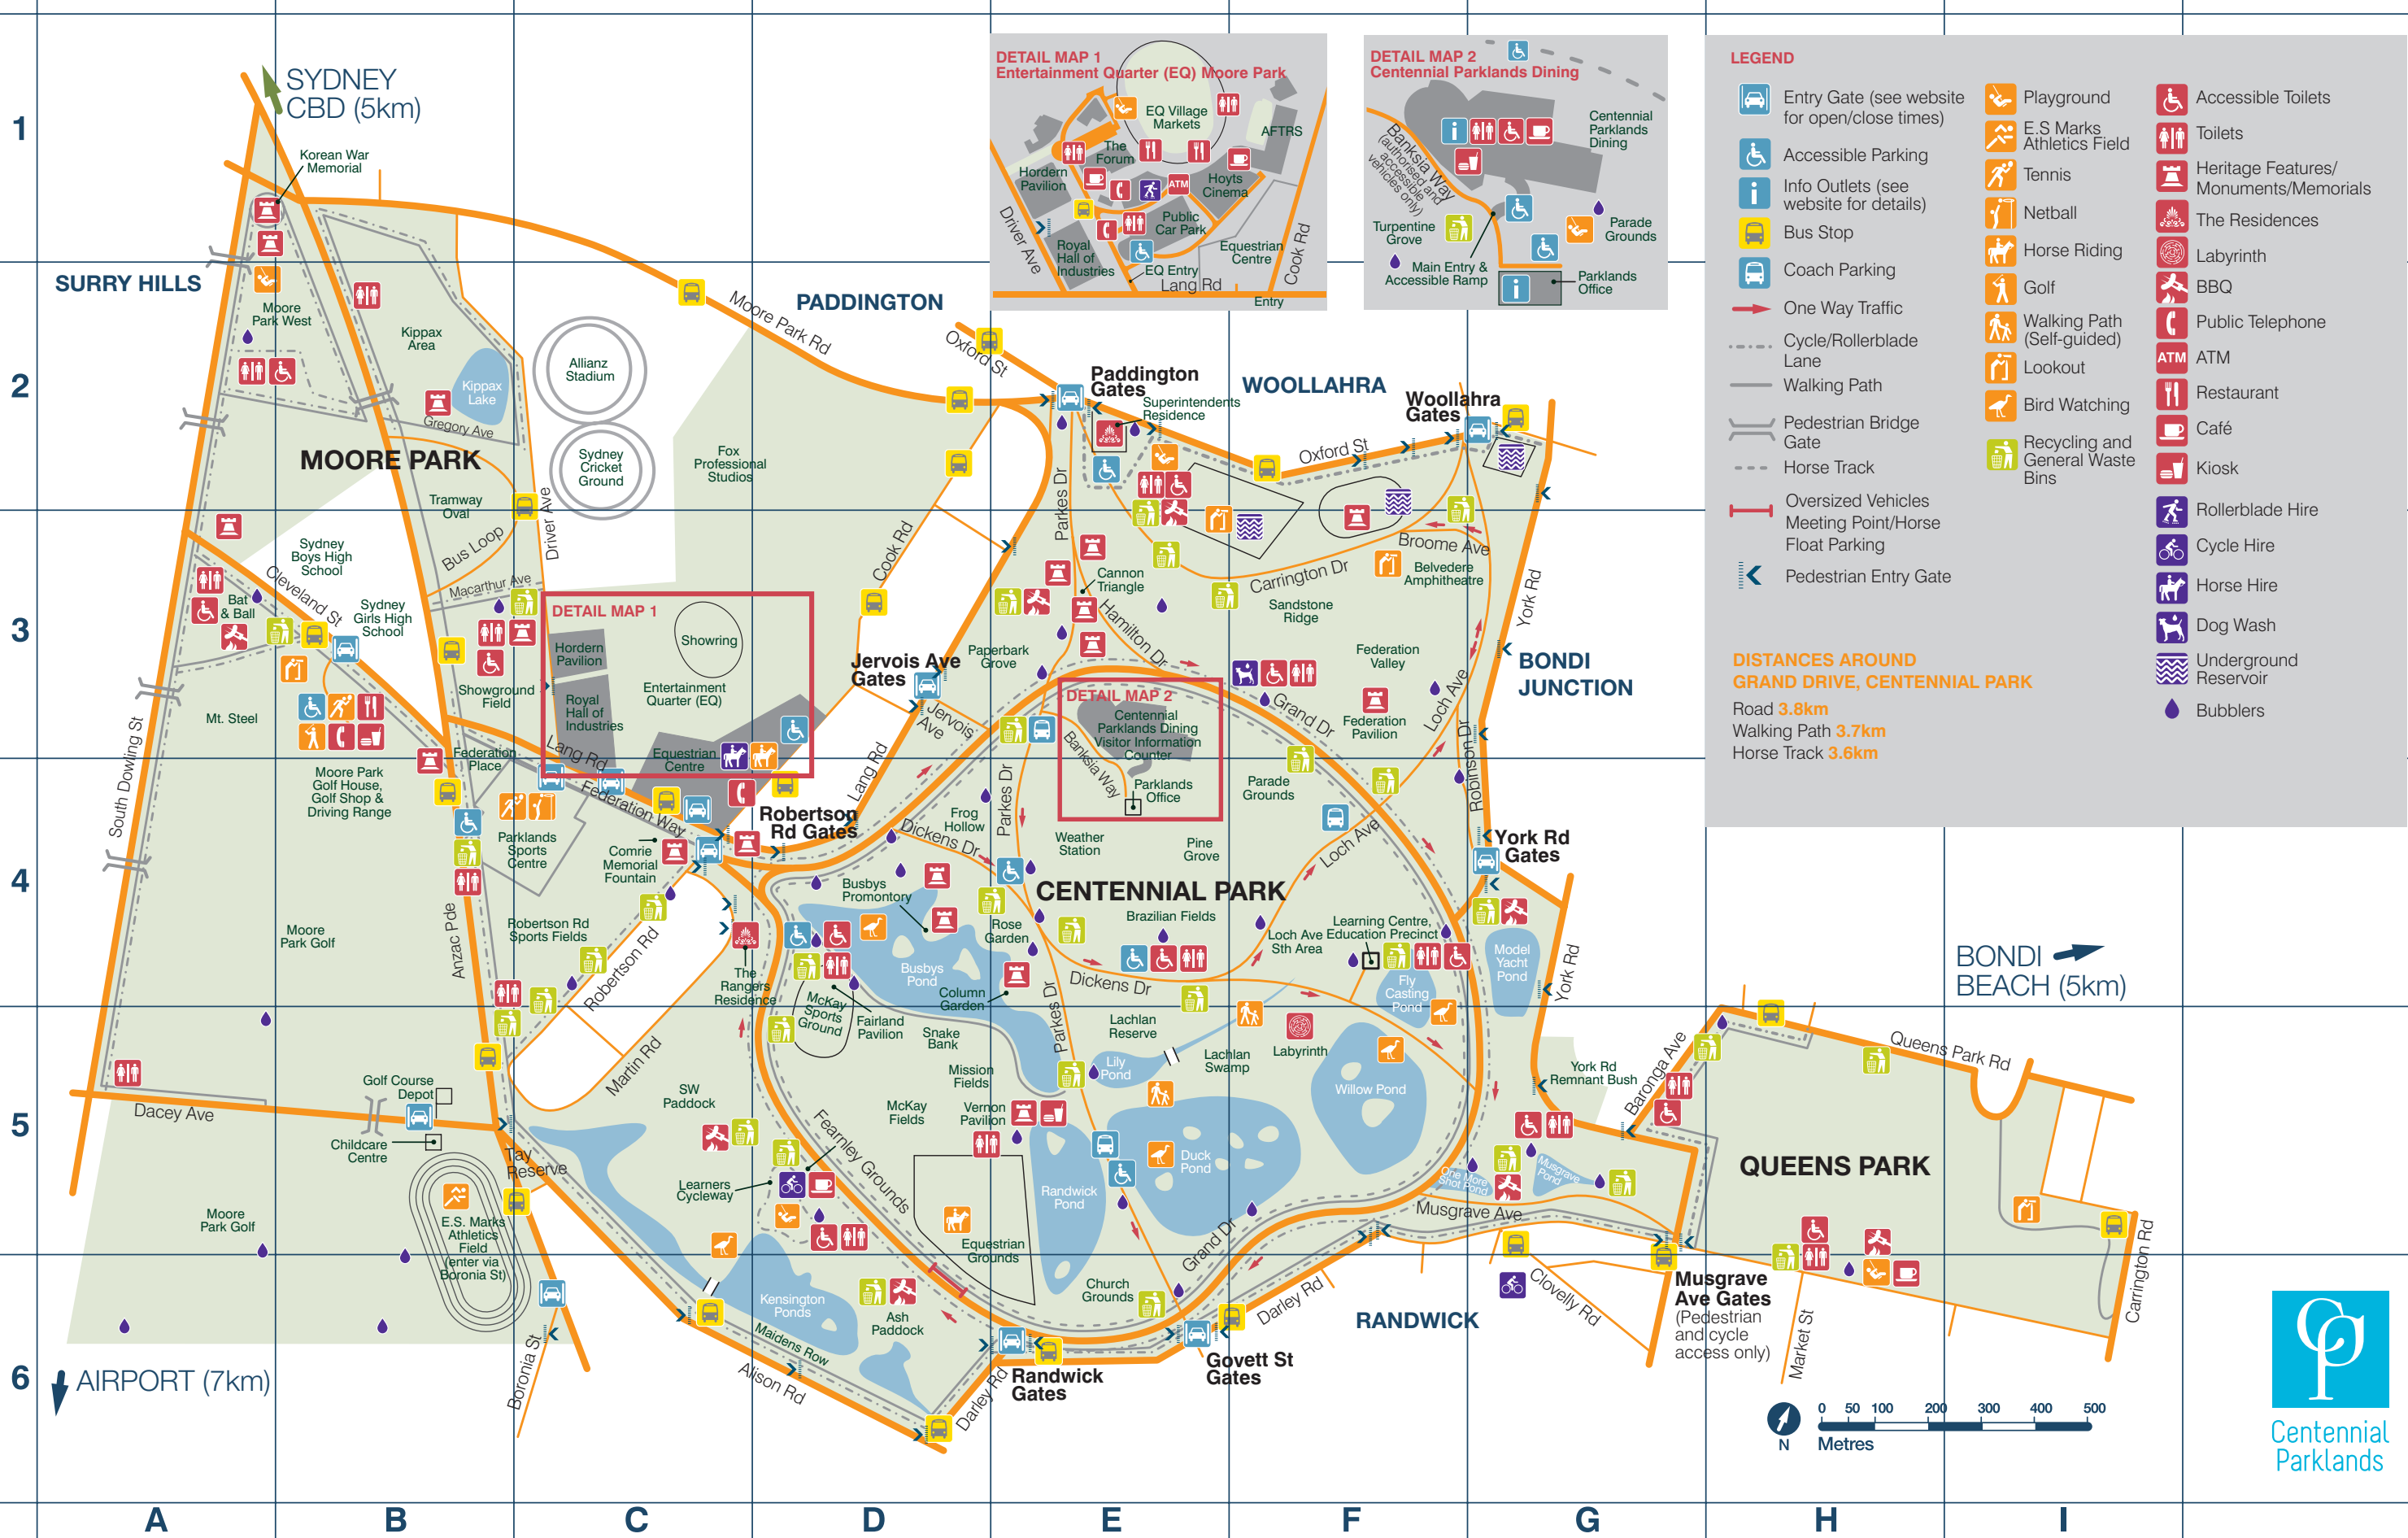 SYDNEY
CBD (5km)
Korean War
Memorial
SURRY HILLS
Moore
Park West
Kippax
Area
Kippax
Lake
Gregory Ave
MOORE PARK
Tramway
Oval
Bus Loop
Driver Ave
Macarthur Ave
Sydney
Boys High
School
Sydney
Girls High
School
Cleveland St
Bat
& Ball
Mt. Steel
South Dowling St
Showground
Field
Federation
Place
Moore Park
Golf House,
Golf Shop &
Driving Range
Moore
Park Golf
Anzac Pde
Dacey Ave
Golf Course
Depot
Childcare
Centre
Moore
Park Golf
E.S. Marks
Athletics
Field
(enter via
Boronia St)
Boronia St
AIRPORT (7km)
PADDINGTON
Moore Park Rd
Oxford St
Allianz
Stadium
Sydney
Cricket
Ground
Fox
Professional
Studios
DETAIL MAP 1
Hordern
Pavilion
Showring
Royal
Hall of
Industries
Entertainment
Quarter (EQ)
Equestrian
Centre
Lang Rd
Federation Way
Parklands
Sports
Centre
Comrie
Memorial
Fountain
Robertson Rd
Sports Fields
Robertson Rd
Martin Rd
The
Rangers
Residence
Robertson
Rd Gates
Lang Rd
Cook Rd
Jervois Ave
Gates
Jervois
Ave
Tay
Reserve
SW
Paddock
Learners
Cycleway
Fearnley Grounds
Kensington
Ponds
Maidens Row
Alison Rd
Ash
Paddock
Darley Rd
Randwick
Gates
Govett St
Gates
Church
Grounds
Grand Dr
Darley Rd
Equestrian
Grounds
Randwick
Pond
Duck
Pond
Vernon
Pavilion
Mission
Fields
McKay
Fields
Snake
Bank
Fairland
Pavilion
McKay
Sports
Ground
Busbys
Pond
Busbys
Promontory
Column
Garden
Rose
Garden
Dickens Dr
Frog
Hollow
Parkes Dr
Weather
Station
CENTENNIAL PARK
Brazilian Fields
Dickens Dr
Parkes Dr
Lachlan
Reserve
Lily
Pond
Lachlan
Swamp
Labyrinth
Willow Pond
Fly
Casting
Pond
Learning Centre,
Education Precinct
Loch Ave
Sth Area
Pine
Grove
Loch Ave
Parade
Grounds
DETAIL MAP 2
Centennial
Parklands Dining
Visitor Information
Counter
Banksia Way
Parklands
Office
Paperbark
Grove
Hamilton Dr
Cannon
Triangle
Parkes Dr
Grand Dr
Federation
Pavilion
Federation
Valley
Sandstone
Ridge
Carrington Dr
Broome Ave
Belvedere
Amphitheatre
Loch Ave
Robinson Dr
Paddington
Gates
Superintendents
Residence
WOOLLAHRA
Woollahra
Gates
Oxford St
York Rd
BONDI
JUNCTION
York Rd
Gates
Model
Yacht
Pond
York Rd
York Rd
Remnant Bush
One More
Shot Pond
Musgrave
Pond
Musgrave Ave
Baronga Ave
RANDWICK
Clovelly Rd
Musgrave
Ave Gates
(Pedestrian
and cycle
access only)
Market St
QUEENS PARK
Queens Park Rd
Carrington Rd
BONDI
BEACH (5km)
DETAIL MAP 1
Entertainment Quarter (EQ) Moore Park
EQ Village
Markets
AFTRS
The
Forum
Hordern
Pavilion
ATM
Hoyts
Cinema
Public
Car Park
Driver Ave
Royal
Hall of
Industries
EQ Entry
Equestrian
Centre
Cook Rd
Lang Rd
Entry
DETAIL MAP 2
Centennial Parklands Dining
Centennial
Parklands
Dining
Banksia Way
(authorised and
accessible
vehicles only)
Turpentine
Grove
Parade
Grounds
Main Entry &
Accessible Ramp
Parklands
Office
LEGEND
Entry Gate (see website
for open/close times)
Accessible Parking
Info Outlets (see
website for details)
Bus Stop
Coach Parking
One Way Traffic
Cycle/Rollerblade
Lane
Walking Path
Pedestrian Bridge
Gate
Horse Track
Oversized Vehicles
Meeting Point/Horse
Float Parking
Pedestrian Entry Gate
Playground
E.S Marks
Athletics Field
Tennis
Netball
Horse Riding
Golf
Walking Path
(Self-guided)
Lookout
Bird Watching
Recycling and
General Waste
Bins
Accessible Toilets
Toilets
Heritage Features/
Monuments/Memorials
The Residences
Labyrinth
BBQ
Public Telephone
ATM ATM
Restaurant
Café
Kiosk
Rollerblade Hire
Cycle Hire
Horse Hire
Dog Wash
Underground
Reservoir
Bubblers
DISTANCES AROUND
GRAND DRIVE, CENTENNIAL PARK
Road 3.8km
Walking Path 3.7km
Horse Track 3.6km
N
0 50 100 200 300 400 500
Metres
Centennial
Parklands
1
2
3
4
5
6
A B C D E F G H I